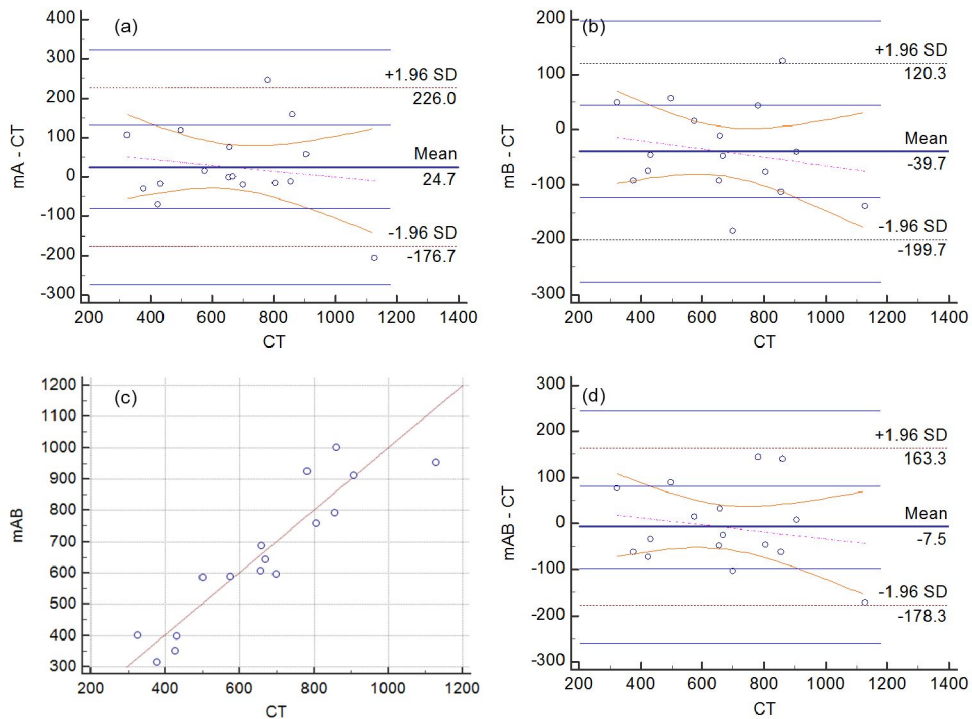 (a)
400
300
200
100
0
-100
-200
-300
mA - CT
+1.96 SD
226.0
Mean
24.7
-1.96 SD
-176.7
200 400 600 800 1000 1200 1400
CT
(b)
200
100
0
-100
-200
-300
mB - CT
+1.96 SD
120.3
Mean
-39.7
-1.96 SD
-199.7
200 400 600 800 1000 1200 1400
CT
(c)
1200
1100
1000
900
800
700
600
500
400
300
mAB
200 400 600 800 1000 1200
CT
(d)
300
200
100
0
-100
-200
-300
mAB - CT
+1.96 SD
163.3
Mean
-7.5
-1.96 SD
-178.3
200 400 600 800 1000 1200 1400
CT